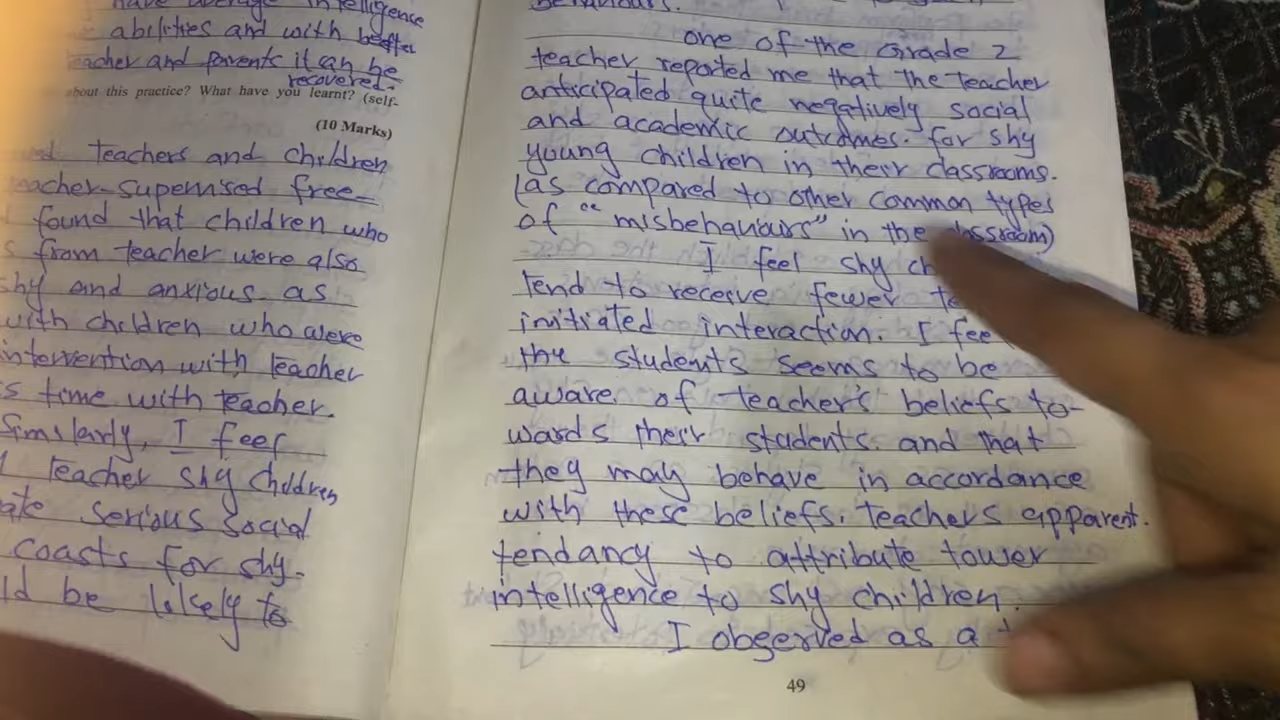 have average intelligence
abilities and with better
teacher and parents it can be
recovered.
about this practice? What have you learnt? (self-
(10 Marks)
teachers and children
teacher-supervised free-
found that children who
from teacher were also
shy and anxious as
with children who were
intervention with teacher
s time with teacher.
Similarly, I feel
teacher shy children
serious social
coasts for shy-
ld be likely to
Behaviours.
one of the Grade 2
teacher reported me that the teacher
anticipated quite negatively social
and academic outcomes. for shy
young children in their classrooms.
(as compared to other common types
of "misbehaviours" in the classroom)
I feel shy ch
Tend to receive fewer te
initiated interaction. I fee
the students seems to be
aware of teacher's beliefs to-
wards their students. and that
they may behave in accordance
with these beliefs. Teachers apparent.
tendancy to attribute lower
intelligence to shy children.
I observed as a t
49